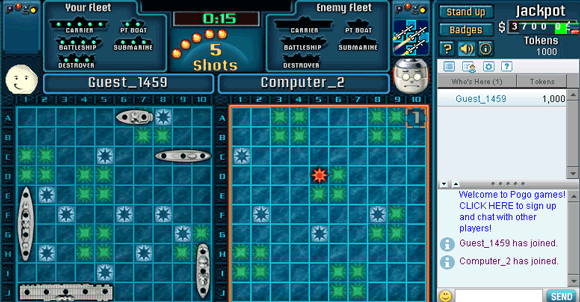 Your Fleet
CARRIER
PT BOAT
BATTLESHIP
SUBMARINE
DESTROYER
0:15
5
Shots
Enemy Fleet
CARRIER
PT BOAT
BATTLESHIP
SUBMARINE
DESTROYER
Guest_1459
Computer_2
1 2 3 4 5 6 7 8 9 10
1 2 3 4 5 6 7 8 9 10
A
B
C
D
E
F
G
H
I
J
A
B
C
D
E
F
G
H
I
J
1
Stand Up
Badges
Jackpot
Tokens
1000
Who's Here (1)
Tokens
Guest_1459
1,000
Welcome to Pogo games!
CLICK HERE to sign up
and chat with other
players!
Guest_1459 has joined.
Computer_2 has joined.
SEND